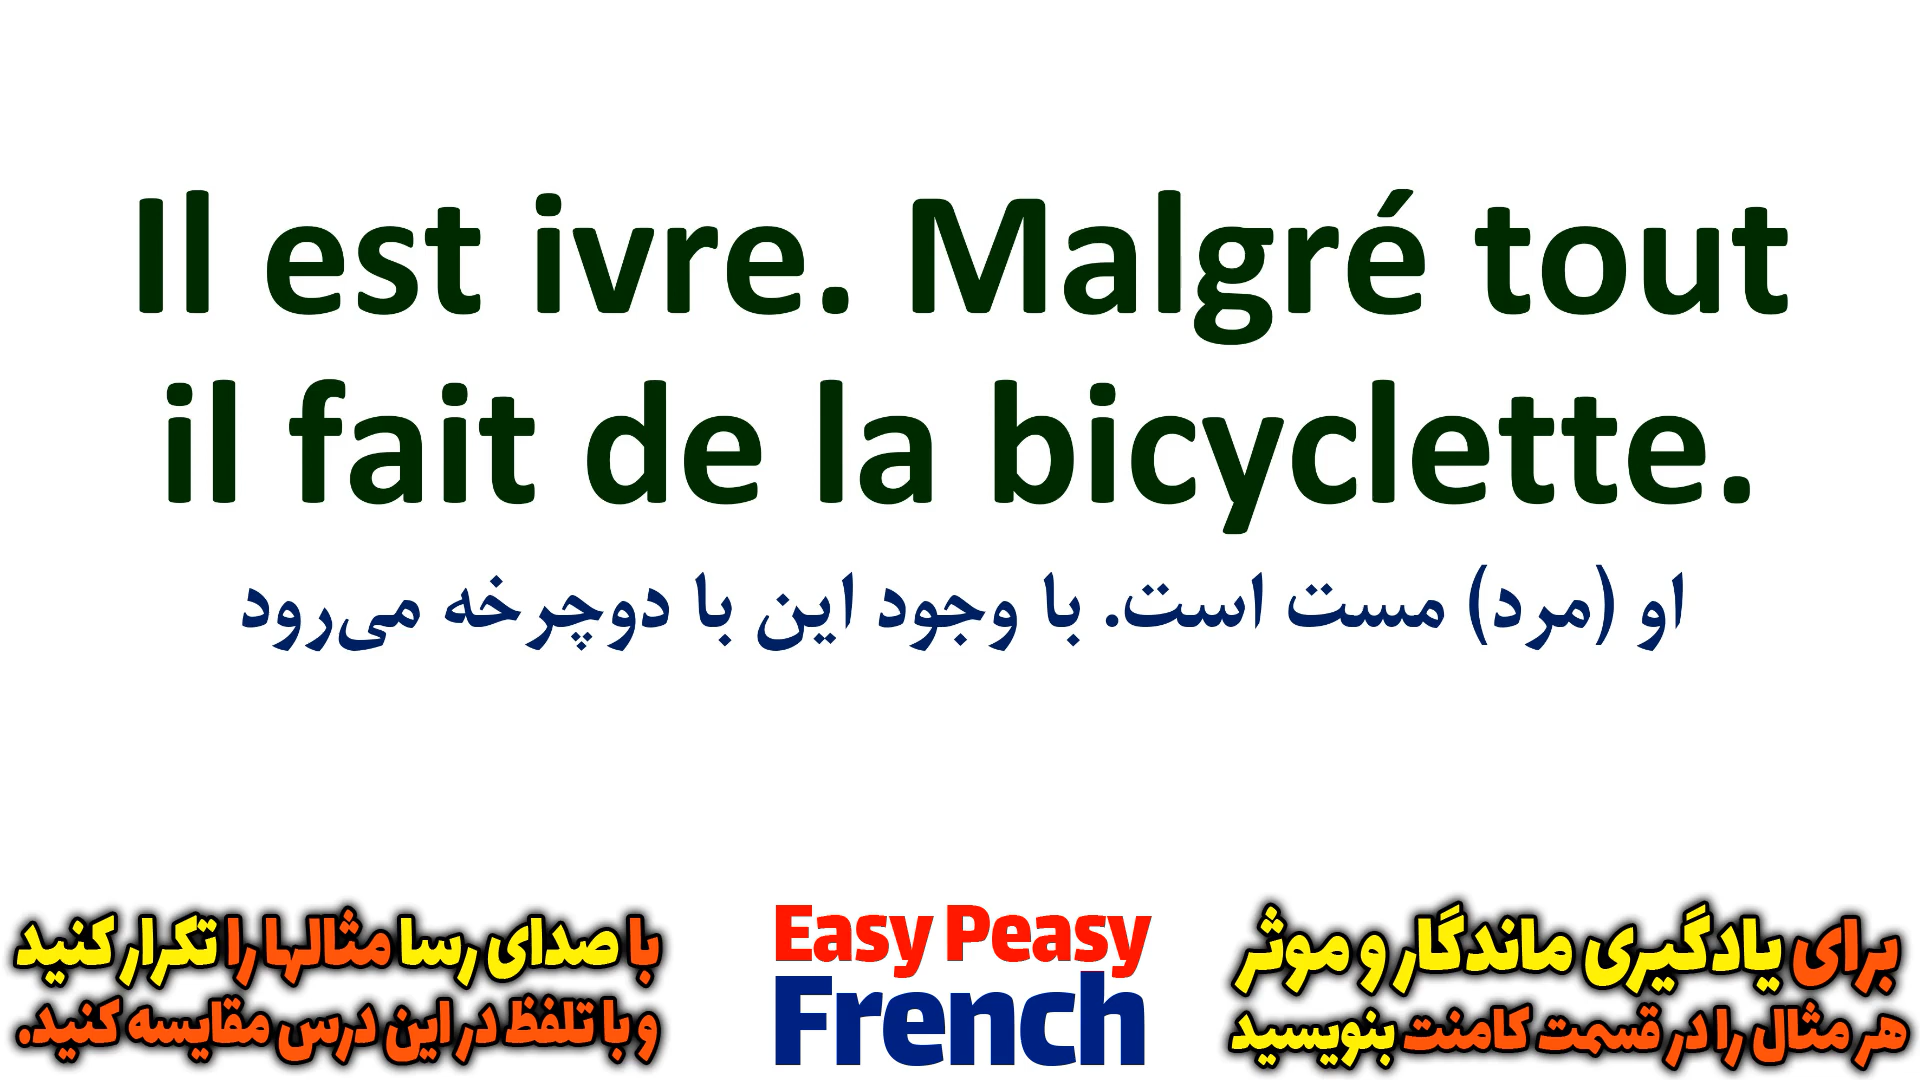 Il est ivre. Malgré tout
il fait de la bicyclette.
او (مرد) مست است. با وجود این با دوچرخه می‌رود
با صدای رسا مثالها را تکرار کنید
و با تلفظ در این درس مقایسه کنید.
Easy Peasy
French
برای یادگیری ماندگار و موثر
هر مثال را در قسمت کامنت بنویسید